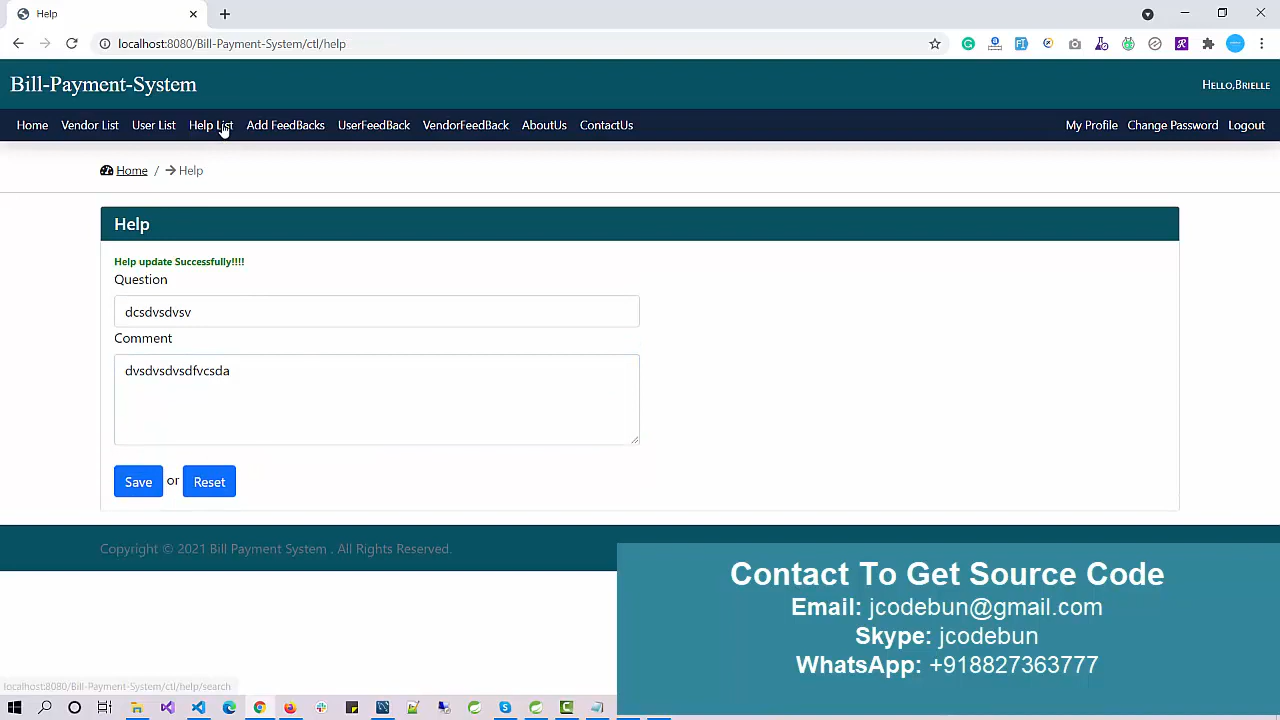 Help
localhost:8080/Bill-Payment-System/ctl/help
Bill-Payment-System
Hello,Brielle
Home Vendor List User List Help List Add FeedBacks UserFeedBack VendorFeedBack AboutUs ContactUs My Profile Change Password Logout
Home / Help
Help
Help update Successfully!!!!
Question
dcsdvsdvsv
Comment
dvsdvsdvsdfvcsda
Save or Reset
Copyright © 2021 Bill Payment System . All Rights Reserved.
Contact To Get Source Code
Email: jcodebun@gmail.com
Skype: jcodebun
WhatsApp: +918827363777
localhost:8080/Bill-Payment-System/ctl/help/search